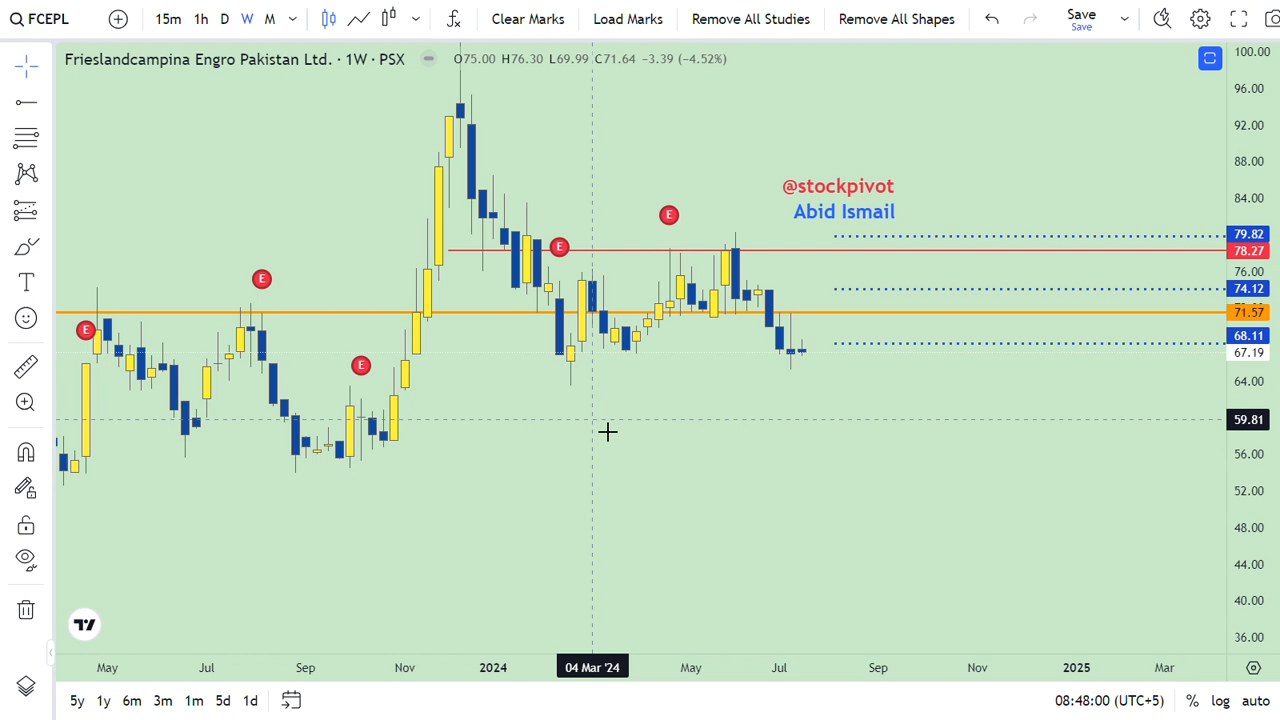 FCEPL 15m 1h D W M Clear Marks Load Marks Remove All Studies Remove All Shapes Save
Save
Frieslandcampina Engro Pakistan Ltd. · 1W · PSX O75.00 H76.30 L69.99 C71.64 −3.39 (−4.52%)
100.00
96.00
92.00
88.00
84.00
@stockpivot
Abid Ismail
E
E
E
E
E
79.82
78.27
76.00
74.12
71.57
68.11
67.19
64.00
59.81
56.00
52.00
48.00
44.00
40.00
36.00
May Jul Sep Nov 2024 04 Mar '24 May Jul Sep Nov 2025 Mar
5y 1y 6m 3m 1m 5d 1d 08:48:00 (UTC+5) % log auto